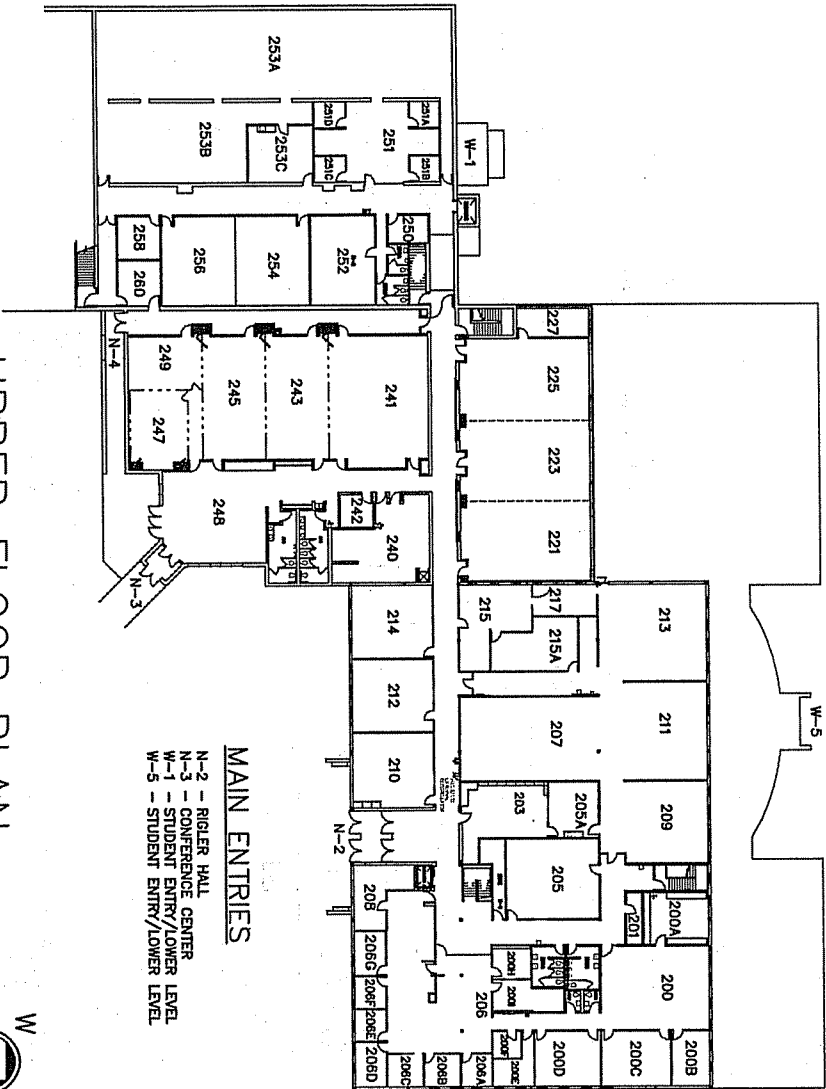 253A
253B
253C
251
251A
251B
251C
251D
W-1
258
260
256
254
252
250
N-4
249
247
245
243
241
248
242
240
N-3
227
225
223
221
214
212
210
215
217
215A
213
211
207
209
W-5
203
205A
205
N-2
208
206G
206F
206E
206D
206C
206B
206A
206
200H
200I
200F
200E
200D
200C
200B
200
200A
201
MAIN ENTRIES
N-2 – RIGLER HALL
N-3 – CONFERENCE CENTER
W-1 – STUDENT ENTRY/LOWER LEVEL
W-5 – STUDENT ENTRY/LOWER LEVEL
UPPER FLOOR PLAN
W